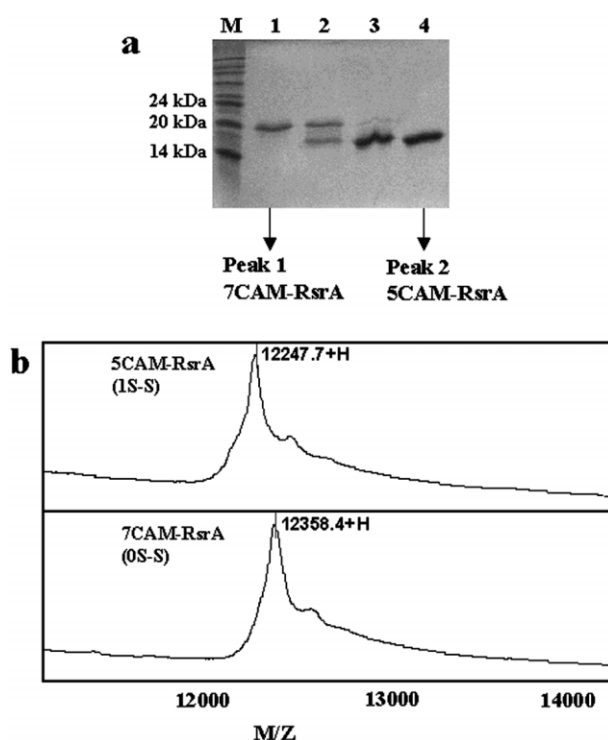 M 1 2 3 4
a
24 kDa
20 kDa
14 kDa
Peak 1
7CAM-RsrA
Peak 2
5CAM-RsrA
b
5CAM-RsrA
(1S-S)
12247.7+H
7CAM-RsrA
(0S-S)
12358.4+H
12000 13000 14000
M/Z